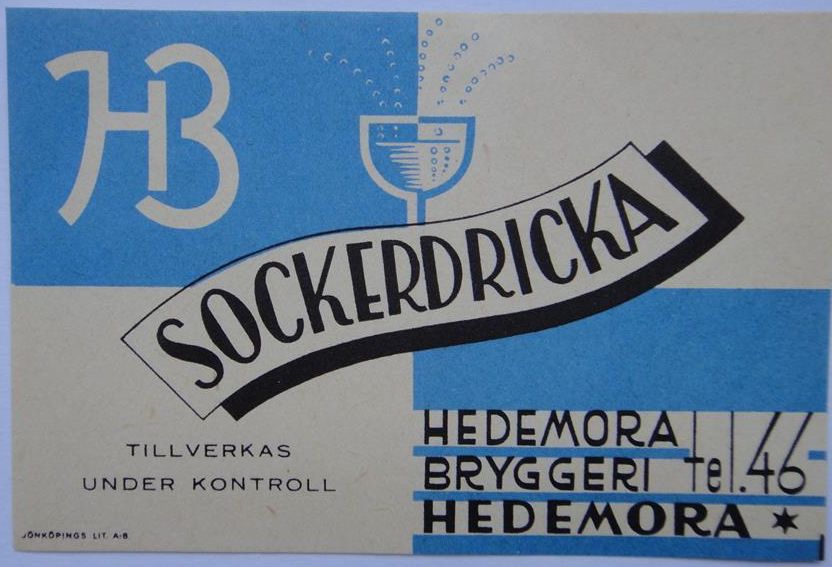 HB
SOCKERDRICKA
TILLVERKAS
UNDER KONTROLL
HEDEMORA
BRYGGERI Tel. 46
HEDEMORA
JÖNKÖPINGS LIT. A-B